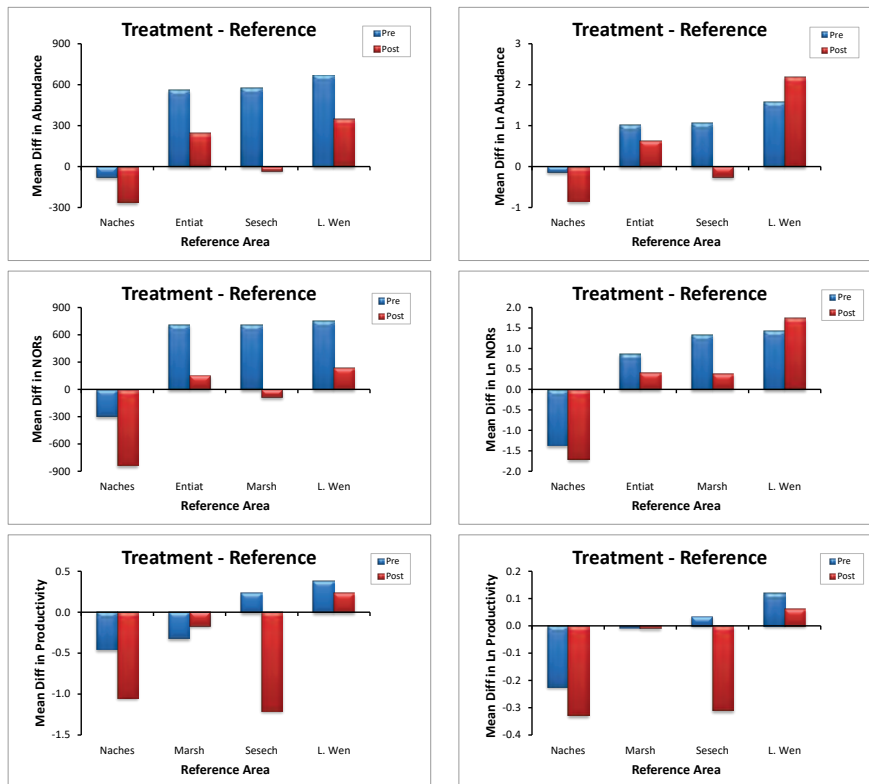 Treatment - Reference
Pre
Post
Mean Diff in Abundance
900
600
300
0
-300
Naches Entiat Sesech L. Wen
Reference Area
Treatment - Reference
Pre
Post
Mean Diff in Ln Abundance
3
2
1
0
-1
Naches Entiat Sesech L. Wen
Reference Area
Treatment - Reference
Pre
Post
Mean Diff in NORs
900
600
300
0
-300
-600
-900
Naches Entiat Marsh L. Wen
Reference Area
Treatment - Reference
Pre
Post
Mean Diff in Ln NORs
2.0
1.5
1.0
0.5
0.0
-0.5
-1.0
-1.5
-2.0
Naches Entiat Marsh L. Wen
Reference Area
Treatment - Reference
Pre
Post
Mean Diff in Productivity
0.5
0.0
-0.5
-1.0
-1.5
Naches Marsh Sesech L. Wen
Reference Area
Treatment - Reference
Pre
Post
Mean Diff in Ln Productivity
0.2
0.1
0.0
-0.1
-0.2
-0.3
-0.4
Naches Marsh Sesech L. Wen
Reference Area